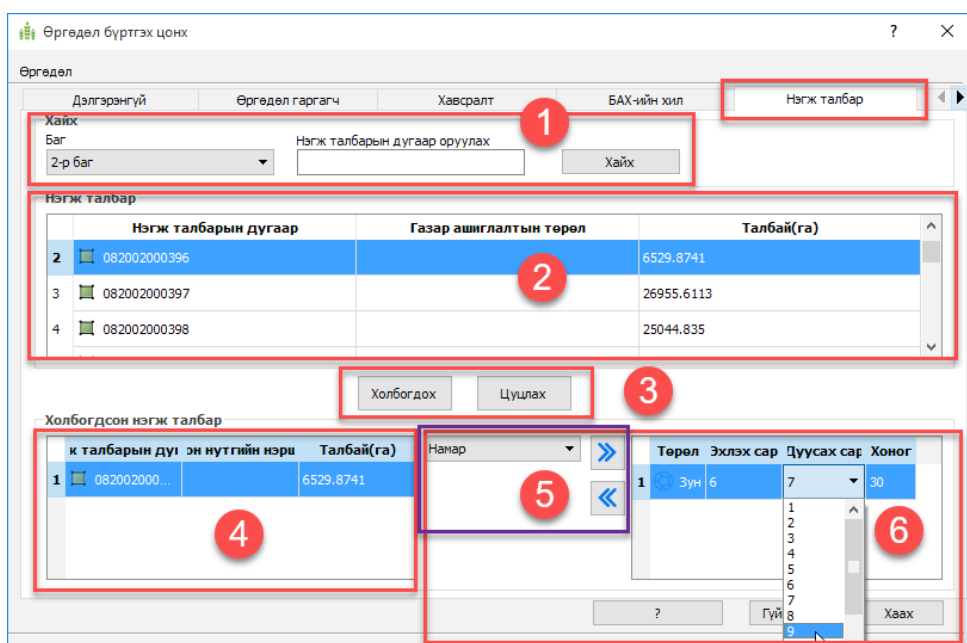 Өргөдөл бүртгэх цонх ?
Өргөдөл
Дэлгэрэнгүй Өргөдөл гаргагч Хавсралт БАХ-ийн хил Нэгж талбар
Хайх
1
Баг Нэгж талбарын дугаар оруулах
2-р баг Хайх
Нэгж талбар
Нэгж талбарын дугаар Газар ашиглалтын төрөл Талбай(га)
2 082002000396 6529.8741
2
3 082002000397 26955.6113
4 082002000398 25044.835
Холбогдох Цуцлах 3
Холбогдсон нэгж талбар
к талбарын дуг он нутгийн нэрш Талбай(га) Намар Төрөл Эхлэх сар Дуусах сар Хоног
1 082002000... 6529.8741 1 Зун 6 7 30
5
4
6
1
2
3
4
5
6
7
8
9
? Гүй Хаах